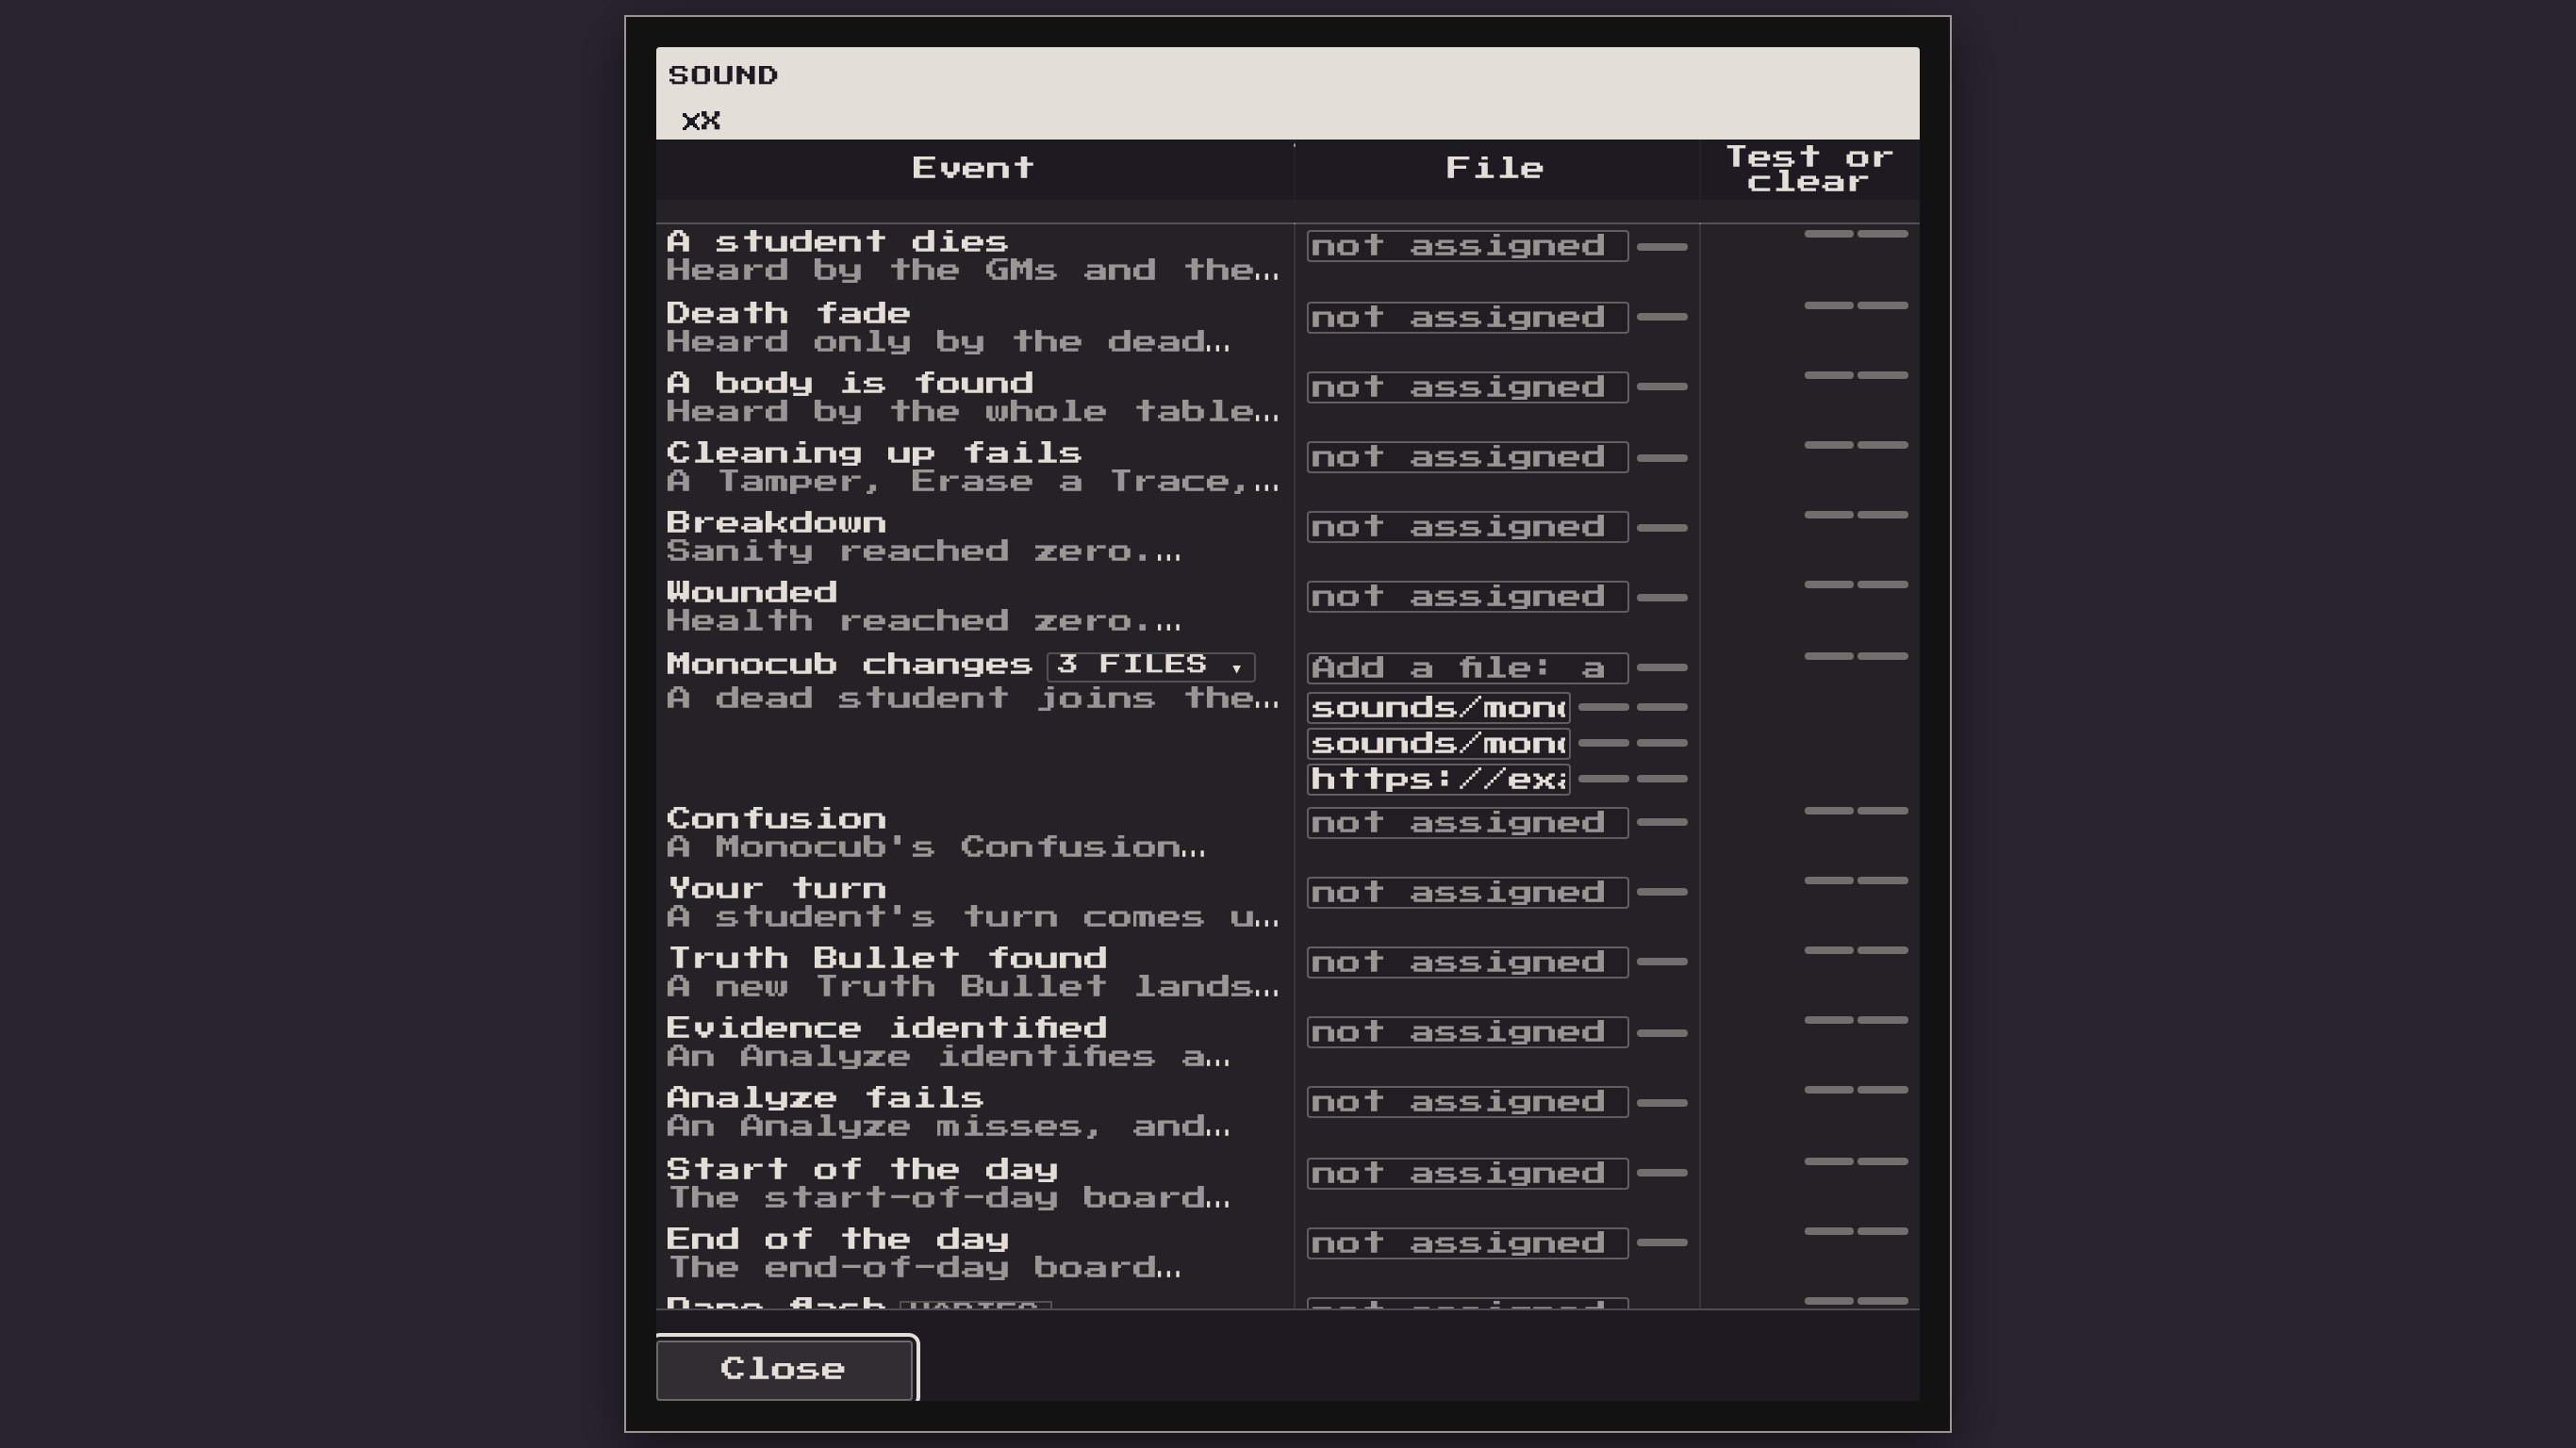 SOUND
xX
Event File Test or clear
A student dies not assigned
Heard by the GMs and the…
Death fade not assigned
Heard only by the dead…
A body is found not assigned
Heard by the whole table…
Cleaning up fails not assigned
A Tamper, Erase a Trace,…
Breakdown not assigned
Sanity reached zero.…
Wounded not assigned
Health reached zero.…
Monocub changes 3 FILES ▾ Add a file: a
A dead student joins the…
sounds/mono
sounds/mono
https://exa
Confusion not assigned
A Monocub's Confusion…
Your turn not assigned
A student's turn comes u…
Truth Bullet found not assigned
A new Truth Bullet lands…
Evidence identified not assigned
An Analyze identifies a…
Analyze fails not assigned
An Analyze misses, and…
Start of the day not assigned
The start-of-day board…
End of the day not assigned
The end-of-day board…
not assigned
Close